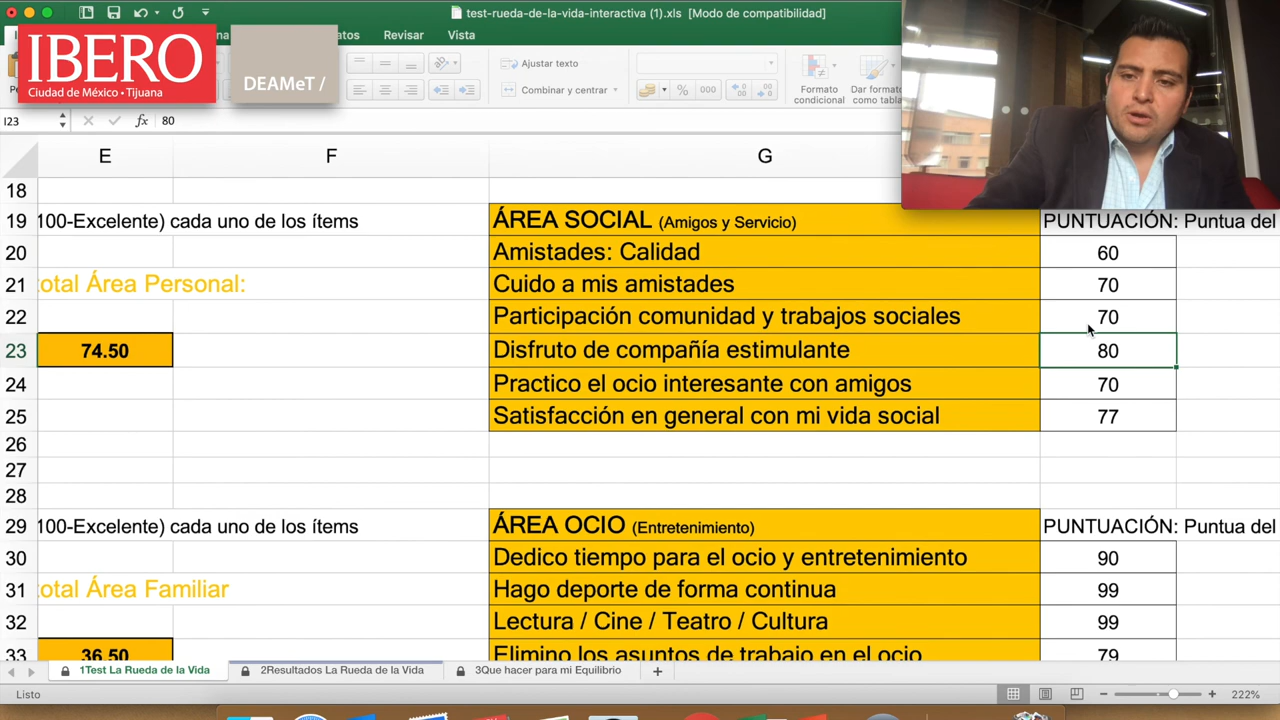 test-rueda-de-la-vida-interactiva (1).xls [Modo de compatibilidad]
atos Revisar Vista
IBERO
Ciudad de México • Tijuana
DEAMeT /
Ajustar texto
Combinar y centrar
% 000
Formato condicional
Dar formato como tabla
I23 fx 80
E F G
18
19 100-Excelente) cada uno de los ítems ÁREA SOCIAL (Amigos y Servicio) PUNTUACIÓN: Puntua del
20 Amistades: Calidad 60
21 otal Área Personal: Cuido a mis amistades 70
22 Participación comunidad y trabajos sociales 70
23 74.50 Disfruto de compañía estimulante 80
24 Practico el ocio interesante con amigos 70
25 Satisfacción en general con mi vida social 77
26
27
28
29 100-Excelente) cada uno de los ítems ÁREA OCIO (Entretenimiento) PUNTUACIÓN: Puntua del
30 Dedico tiempo para el ocio y entretenimiento 90
31 otal Área Familiar Hago deporte de forma continua 99
32 Lectura / Cine / Teatro / Cultura 99
33 36.50 Elimino los asuntos de trabajo en el ocio 79
1Test La Rueda de la Vida 2Resultados La Rueda de la Vida 3Que hacer para mi Equilibrio +
Listo 222%